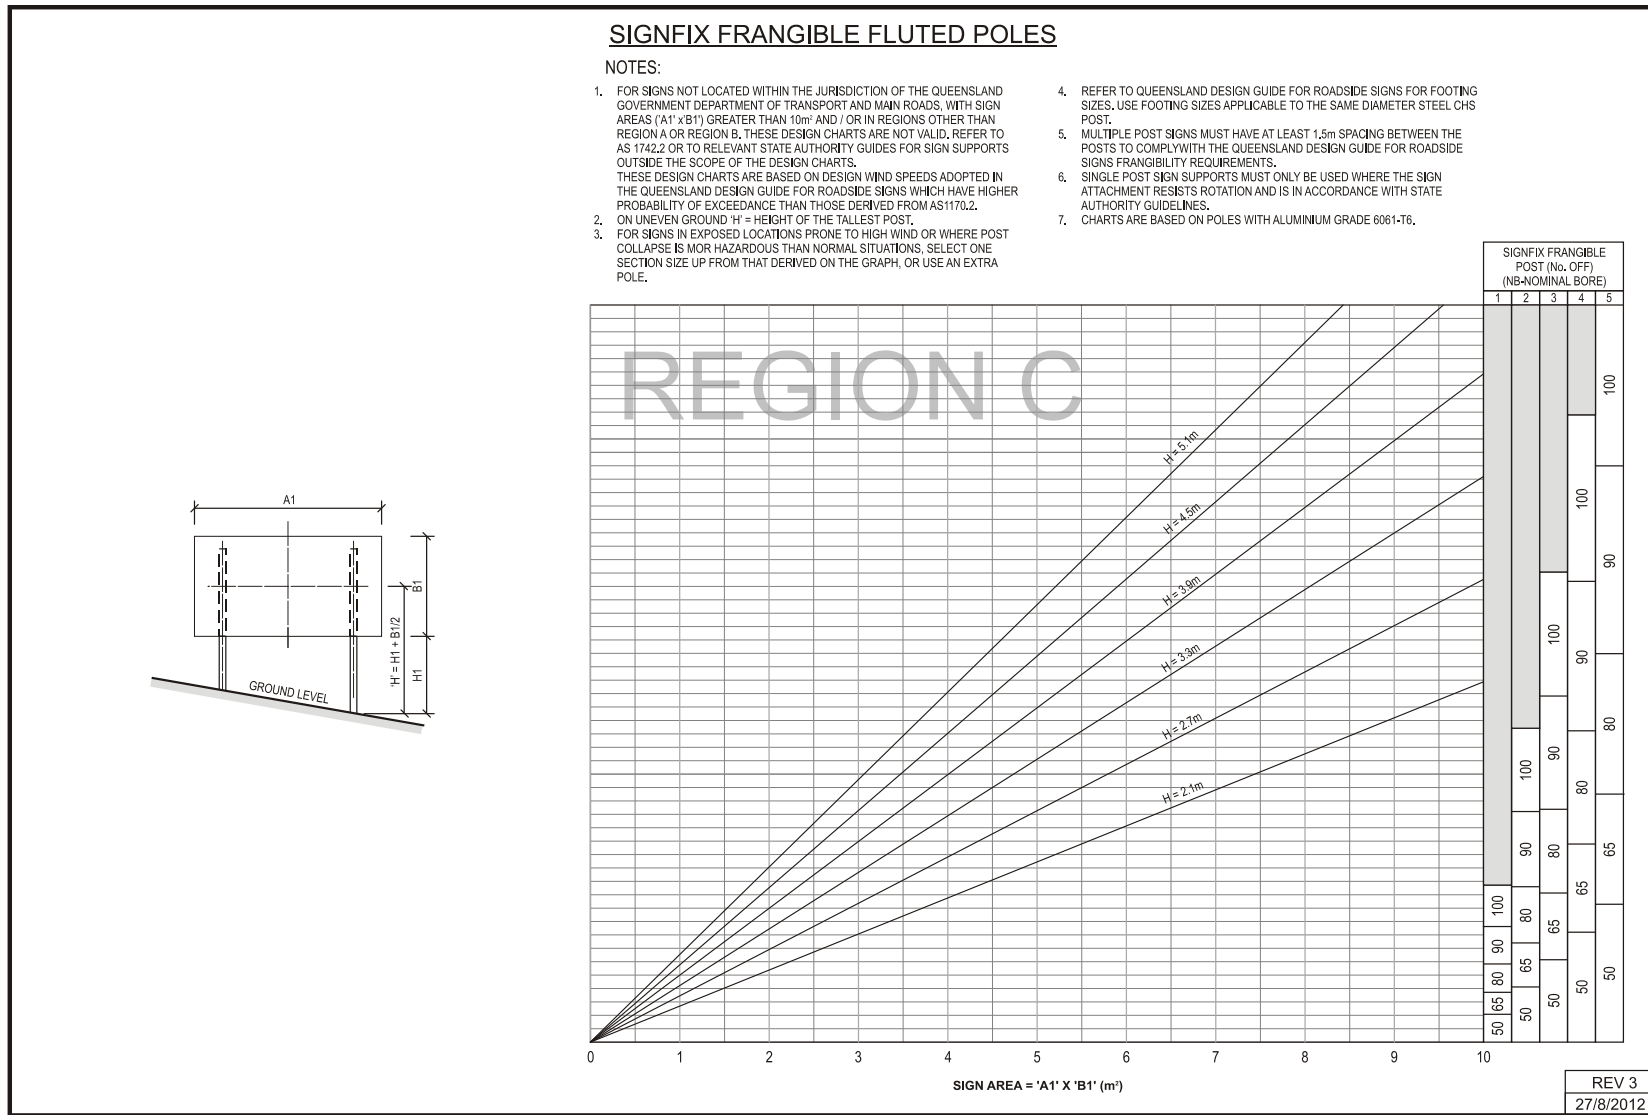 SIGNFIX FRANGIBLE FLUTED POLES
NOTES:
1. FOR SIGNS NOT LOCATED WITHIN THE JURISDICTION OF THE QUEENSLAND
GOVERNMENT DEPARTMENT OF TRANSPORT AND MAIN ROADS, WITH SIGN
AREAS ('A1' x'B1') GREATER THAN 10m² AND / OR IN REGIONS OTHER THAN
REGION A OR REGION B. THESE DESIGN CHARTS ARE NOT VALID. REFER TO
AS 1742.2 OR TO RELEVANT STATE AUTHORITY GUIDES FOR SIGN SUPPORTS
OUTSIDE THE SCOPE OF THE DESIGN CHARTS.
THESE DESIGN CHARTS ARE BASED ON DESIGN WIND SPEEDS ADOPTED IN
THE QUEENSLAND DESIGN GUIDE FOR ROADSIDE SIGNS WHICH HAVE HIGHER
PROBABILITY OF EXCEEDANCE THAN THOSE DERIVED FROM AS1170.2.
2. ON UNEVEN GROUND 'H' = HEIGHT OF THE TALLEST POST.
3. FOR SIGNS IN EXPOSED LOCATIONS PRONE TO HIGH WIND OR WHERE POST
COLLAPSE IS MOR HAZARDOUS THAN NORMAL SITUATIONS, SELECT ONE
SECTION SIZE UP FROM THAT DERIVED ON THE GRAPH, OR USE AN EXTRA
POLE.
4. REFER TO QUEENSLAND DESIGN GUIDE FOR ROADSIDE SIGNS FOR FOOTING
SIZES. USE FOOTING SIZES APPLICABLE TO THE SAME DIAMETER STEEL CHS
POST.
5. MULTIPLE POST SIGNS MUST HAVE AT LEAST 1.5m SPACING BETWEEN THE
POSTS TO COMPLYWITH THE QUEENSLAND DESIGN GUIDE FOR ROADSIDE
SIGNS FRANGIBILITY REQUIREMENTS.
6. SINGLE POST SIGN SUPPORTS MUST ONLY BE USED WHERE THE SIGN
ATTACHMENT RESISTS ROTATION AND IS IN ACCORDANCE WITH STATE
AUTHORITY GUIDELINES.
7. CHARTS ARE BASED ON POLES WITH ALUMINIUM GRADE 6061-T6.
SIGNFIX FRANGIBLE
POST (No. OFF)
(NB-NOMINAL BORE)
1 2 3 4 5
REGION C
H = 5.1m
H = 4.5m
H = 3.9m
H = 3.3m
H = 2.7m
H = 2.1m
100 90 80 65 50
100 90 80 65 50
100 90 80 65 50
100 90 80 65 50
100 90 80 65 50
A1
B1
'H' = H1 + B1/2
H1
GROUND LEVEL
0 1 2 3 4 5 6 7 8 9 10
SIGN AREA = 'A1' X 'B1' (m²)
REV 3
27/8/2012